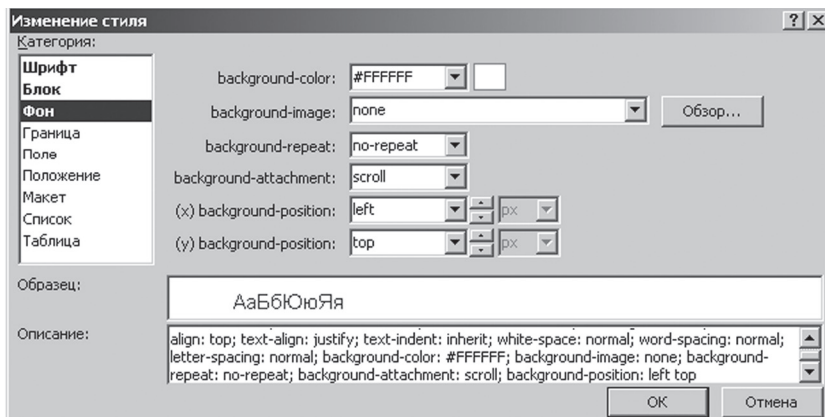 Изменение стиля
Категория:
Шрифт
Блок
Фон
Граница
Поле
Положение
Макет
Список
Таблица
background-color: #FFFFFF
background-image: none Обзор...
background-repeat: no-repeat
background-attachment: scroll
(x) background-position: left px
(y) background-position: top px
Образец:
АаБбЮюЯя
Описание:
align: top; text-align: justify; text-indent: inherit; white-space: normal; word-spacing: normal;
letter-spacing: normal; background-color: #FFFFFF; background-image: none; background-
repeat: no-repeat; background-attachment: scroll; background-position: left top
ОК Отмена